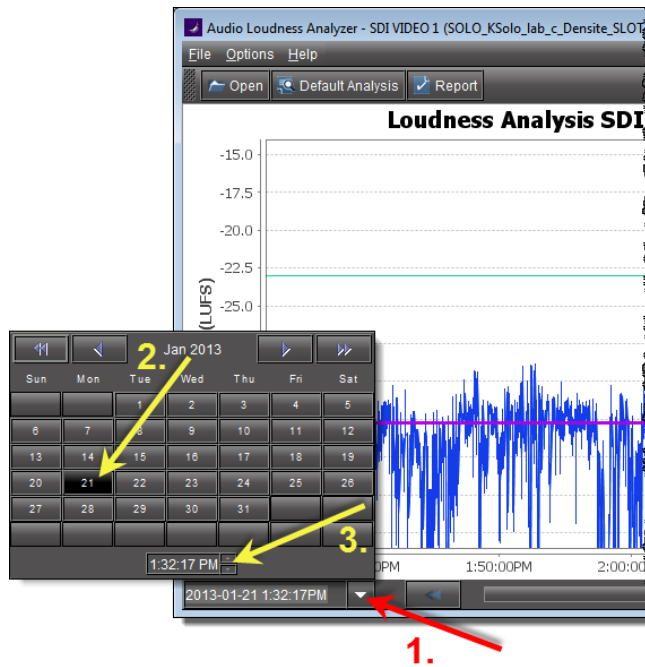 Audio Loudness Analyzer - SDI VIDEO 1 (SOLO_KSolo_lab_c_Densite_SLOT
File Options Help
Open Default Analysis Report
Loudness Analysis SDI
-15.0
-17.5
-20.0
-22.5
-25.0
(LUFS)
2. Jan 2013
Sun Mon Tue Wed Thu Fri Sat
1 2 3 4 5
6 7 8 9 10 11 12
13 14 15 16 17 18 19
20 21 22 23 24 25 26
27 28 29 30 31
3.
1:32:17 PM
PM 1:50:00PM 2:00:00
2013-01-21 1:32:17PM
1.